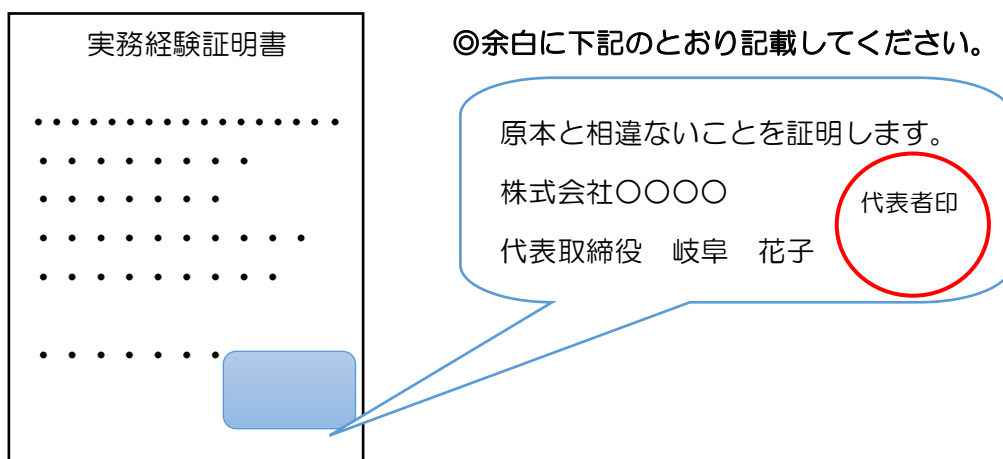 実務経験証明書
◎余白に下記のとおり記載してください。
原本と相違ないことを証明します。
株式会社〇〇〇〇
代表者印
代表取締役　岐阜　花子